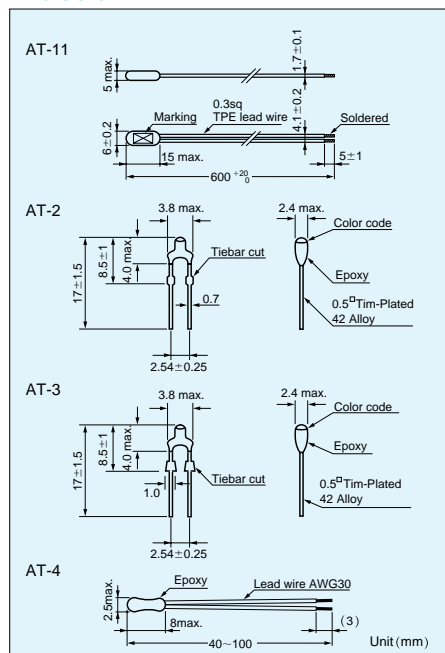 AT-11
5 max.
1.7±0.1
Marking
0.3sq
TPE lead wire
Soldered
6±0.2
4.1±0.2
15 max.
5±1
600 +20 0
AT-2
3.8 max.
2.4 max.
Color code
17±1.5
8.5±1
4.0 max.
Tiebar cut
Epoxy
0.7
0.5□Tim-Plated
42 Alloy
2.54±0.25
AT-3
3.8 max.
2.4 max.
Color code
17±1.5
8.5±1
4.0 max.
Epoxy
1.0
Tiebar cut
0.5□Tim-Plated
42 Alloy
2.54±0.25
AT-4
Epoxy
Lead wire AWG30
2.5max.
8max.
(3)
40~100
Unit(mm)